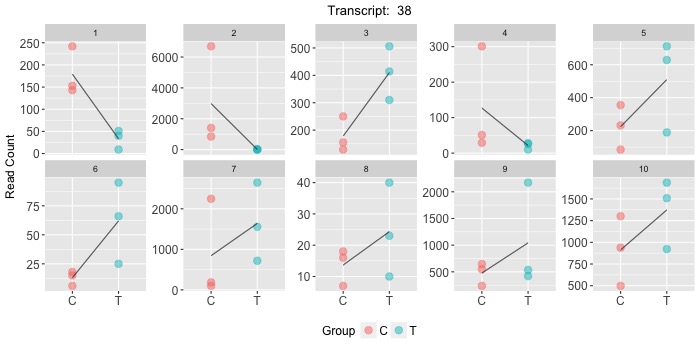 Transcript: 38
1 2 3 4 5
250 200 150 100 50 0
6000 4000 2000 0
500 400 300 200
300 200 100 0
600 400 200
Read Count
6 7 8 9 10
75 50 25
2000 1000 0
40 30 20 10
2000 1500 1000 500
1500 1250 1000 750 500
C T C T C T C T C T
Group C T